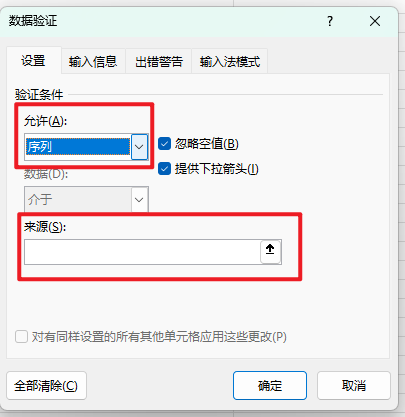 数据验证 ? ×
设置 输入信息 出错警告 输入法模式
验证条件
允许(A):
序列 忽略空值(B)
数据(D): 提供下拉箭头(I)
介于
来源(S):
对有同样设置的所有其他单元格应用这些更改(P)
全部清除(C) 确定 取消